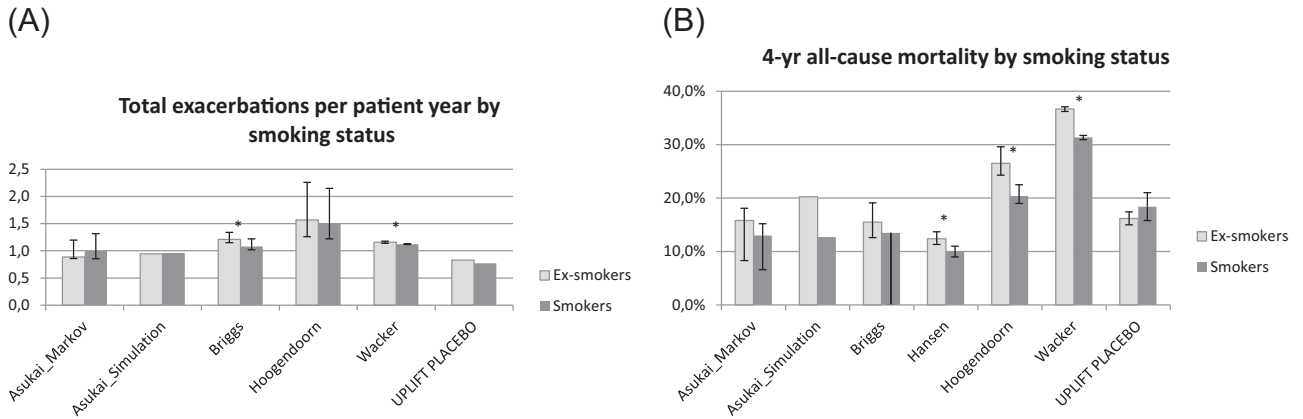 (A)
Total exacerbations per patient year by
smoking status
2,5
2,0
1,5
1,0
0,5
0,0
*
*
Asukai_Markov
Asukai_Simulation
Briggs
Hoogendoorn
Wacker
UPLIFT PLACEBO
Ex-smokers
Smokers
(B)
4-yr all-cause mortality by smoking status
40,0%
30,0%
20,0%
10,0%
0,0%
*
*
*
Asukai_Markov
Asukai_Simulation
Briggs
Hansen
Hoogendoorn
Wacker
UPLIFT PLACEBO
Ex-smokers
Smokers